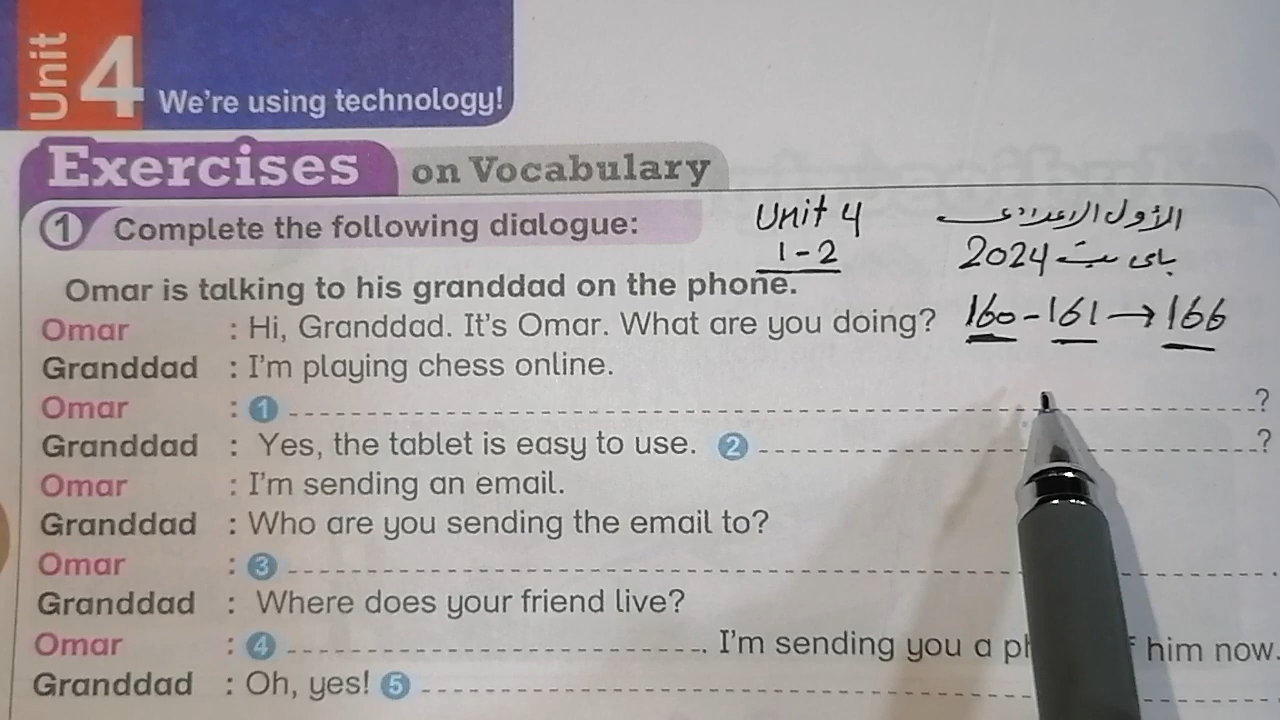 Unit 4 We're using technology!
Exercises on Vocabulary
1 Complete the following dialogue:
Unit 4
1-2
الأول الاعدادى
باى بت 2024
160-161→166
Omar is talking to his granddad on the phone.
Omar : Hi, Granddad. It's Omar. What are you doing?
Granddad : I'm playing chess online.
Omar : 1 ?
Granddad : Yes, the tablet is easy to use. 2 ?
Omar : I'm sending an email.
Granddad : Who are you sending the email to?
Omar : 3 .
Granddad : Where does your friend live?
Omar : 4 . I'm sending you a him now.
Granddad : Oh, yes! 5